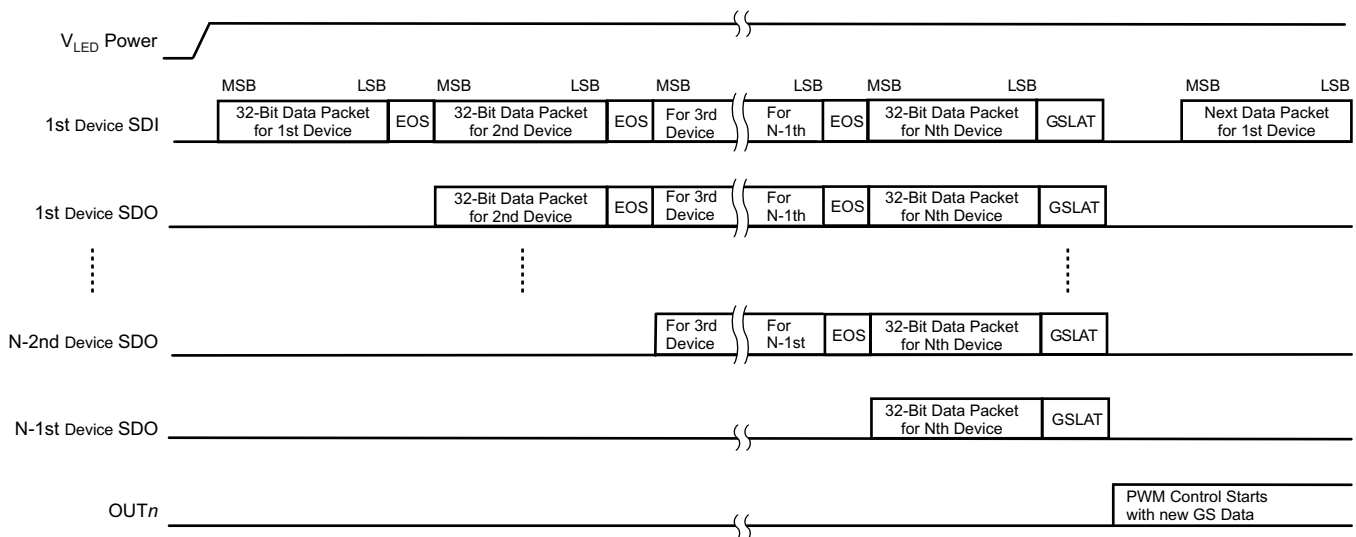 VLED Power
MSB LSB MSB LSB MSB LSB MSB LSB MSB LSB
1st Device SDI
32-Bit Data Packet
for 1st Device
EOS
32-Bit Data Packet
for 2nd Device
EOS
For 3rd
Device
For
N-1th
EOS
32-Bit Data Packet
for Nth Device
GSLAT
Next Data Packet
for 1st Device
1st Device SDO
32-Bit Data Packet
for 2nd Device
EOS
For 3rd
Device
For
N-1th
EOS
32-Bit Data Packet
for Nth Device
GSLAT
N-2nd Device SDO
For 3rd
Device
For
N-1st
EOS
32-Bit Data Packet
for Nth Device
GSLAT
N-1st Device SDO
32-Bit Data Packet
for Nth Device
GSLAT
OUTn
PWM Control Starts
with new GS Data